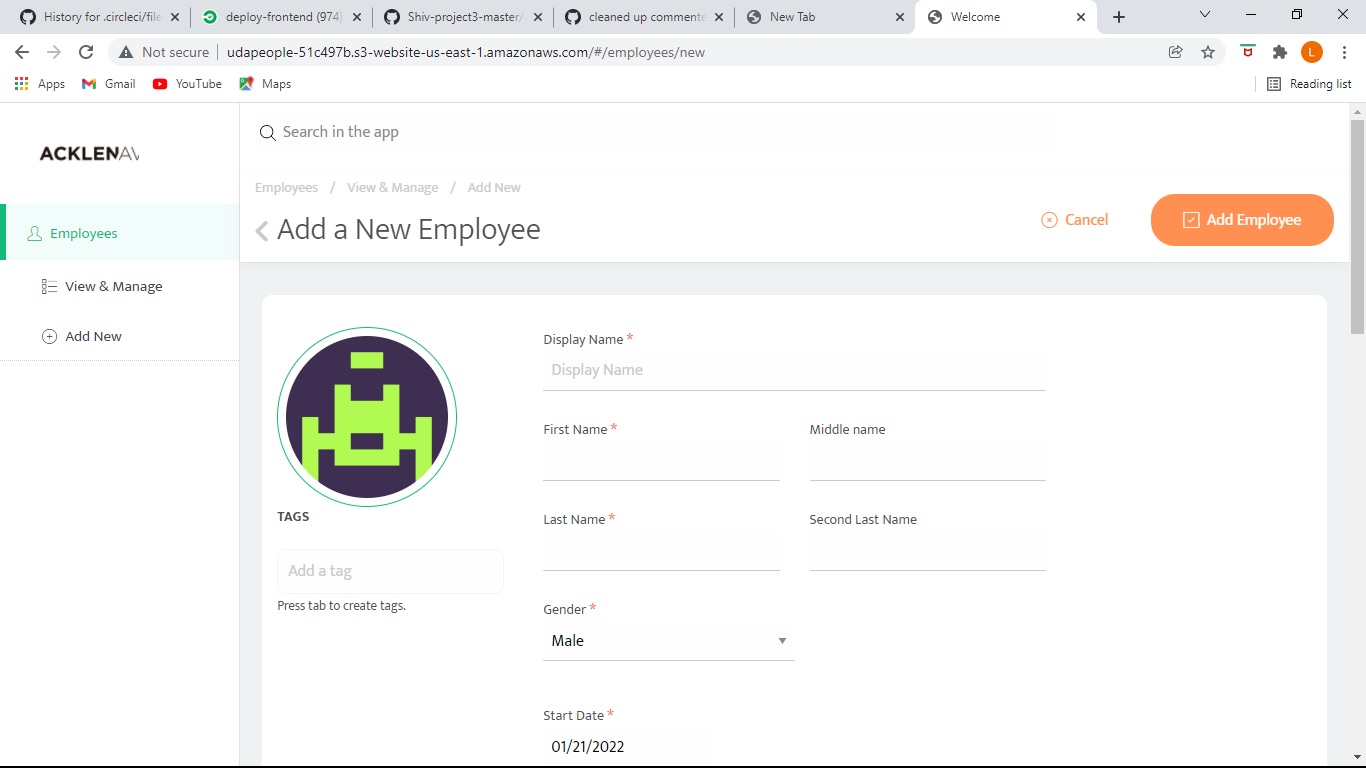 History for .circleci/file
deploy-frontend (974)
Shiv-project3-master/
cleaned up commente
New Tab
Welcome
Not secure
udapeople-51c497b.s3-website-us-east-1.amazonaws.com/#/employees/new
L
Apps
Gmail
YouTube
Maps
Reading list
ACKLENAV
Search in the app
Employees / View & Manage / Add New
Add a New Employee
Cancel
Add Employee
Employees
View & Manage
Add New
TAGS
Add a tag
Press tab to create tags.
Display Name *
Display Name
First Name *
Middle name
Last Name *
Second Last Name
Gender *
Male
Start Date *
01/21/2022